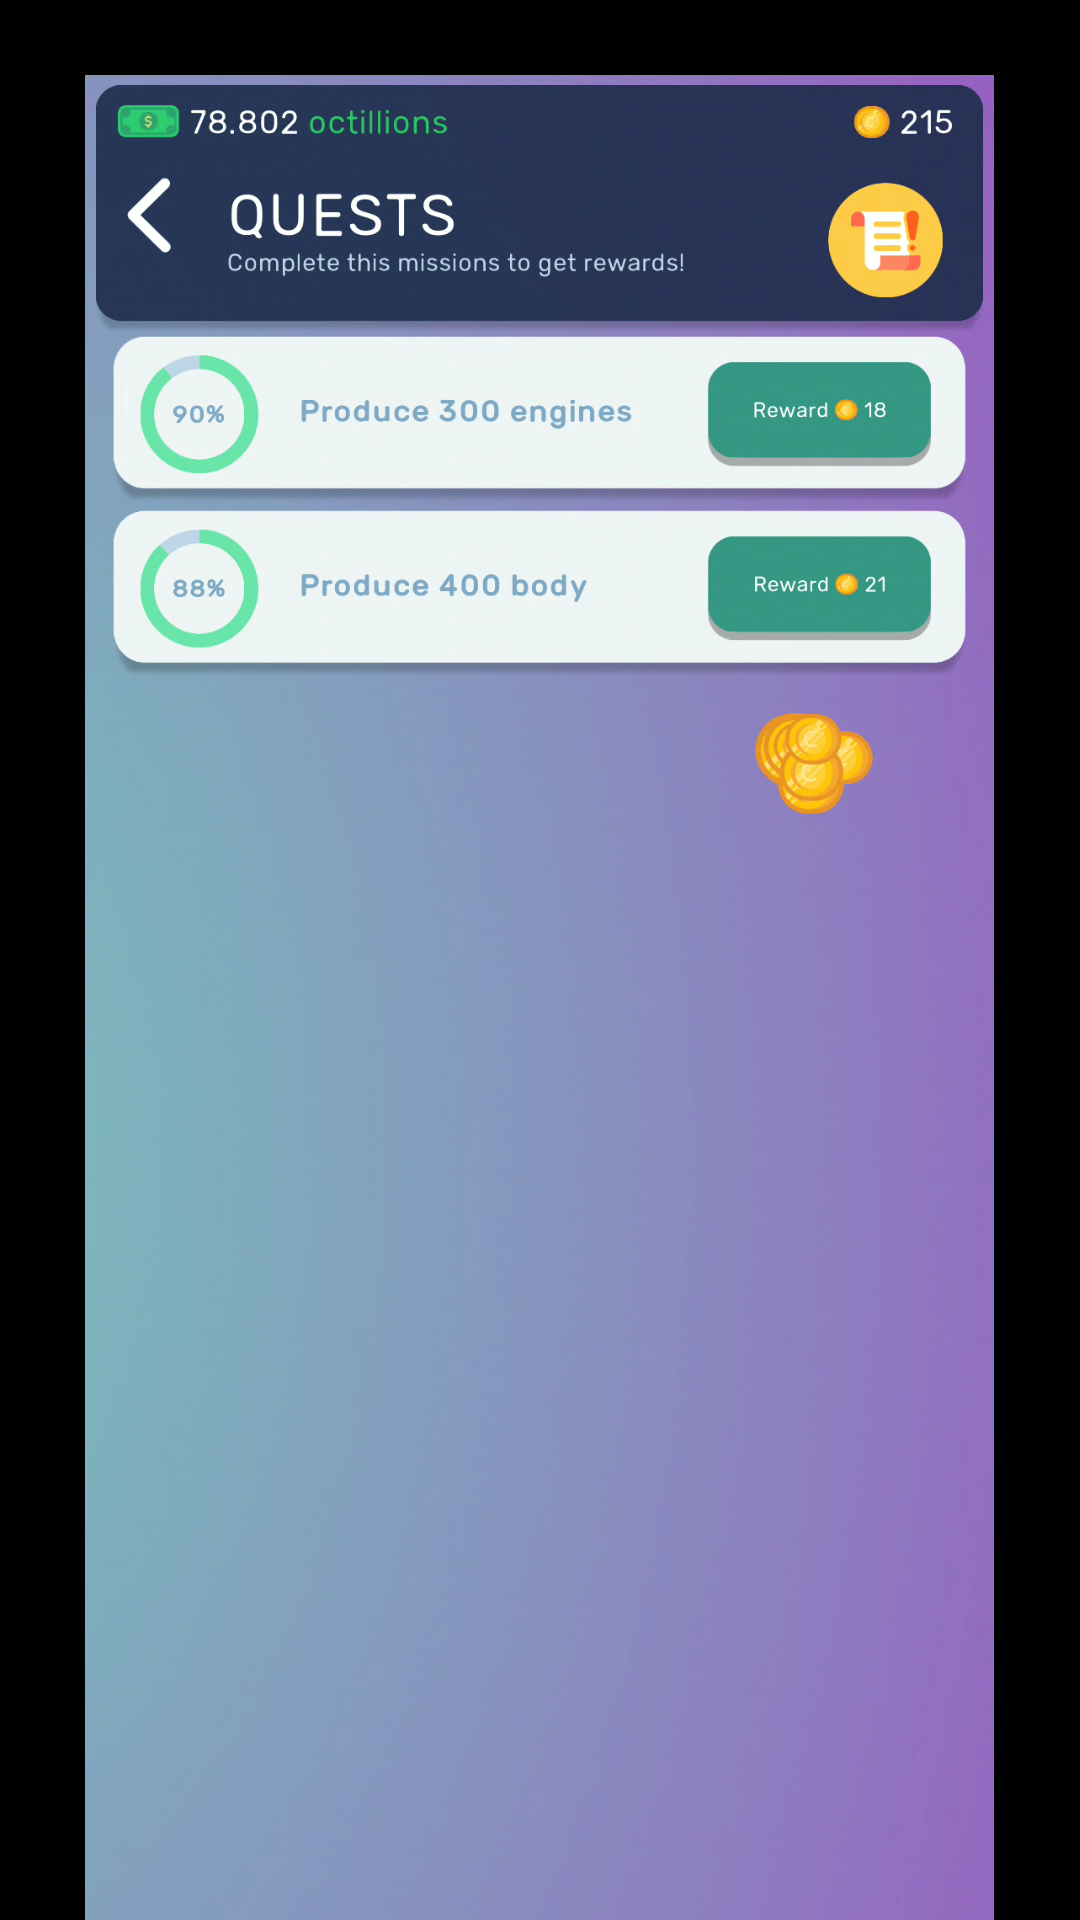 78.802 octillions
215
QUESTS
Complete this missions to get rewards!
90%
Produce 300 engines
Reward 18
88%
Produce 400 body
Reward 21